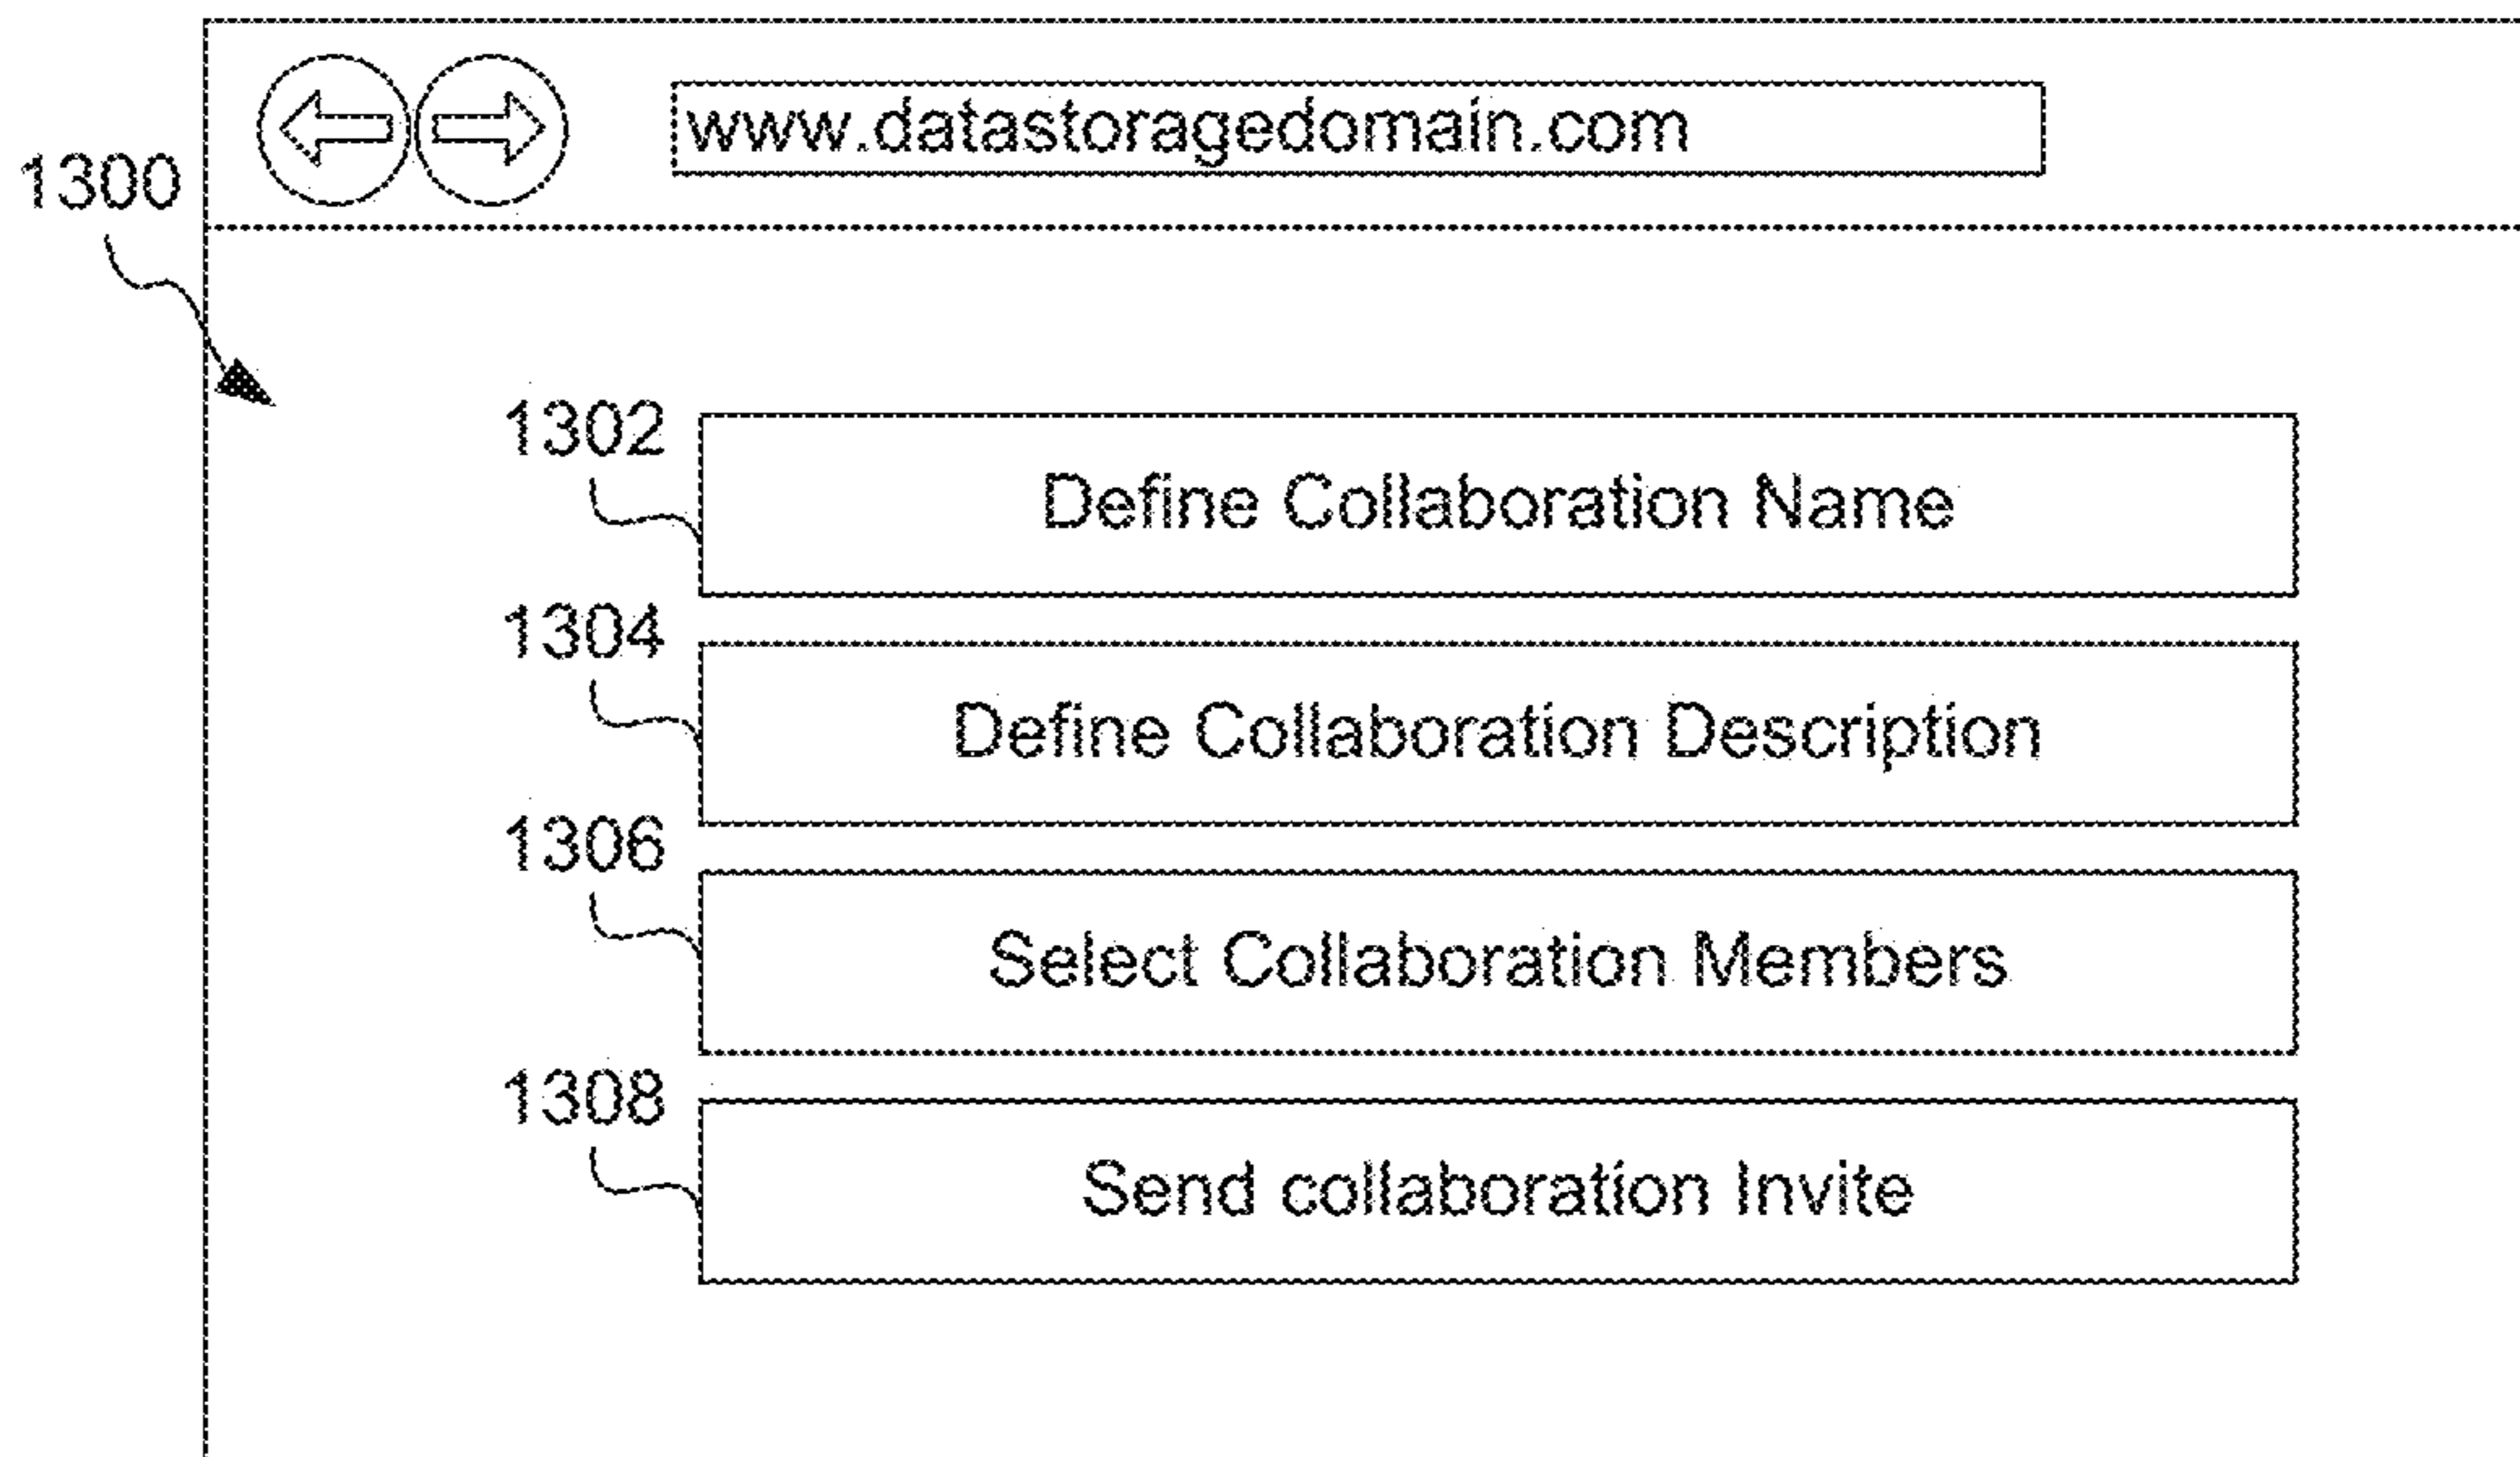 www.datastoragedomain.com
1300
1302
Define Collaboration Name
1304
Define Collaboration Description
1306
Select Collaboration Members
1308
Send collaboration Invite